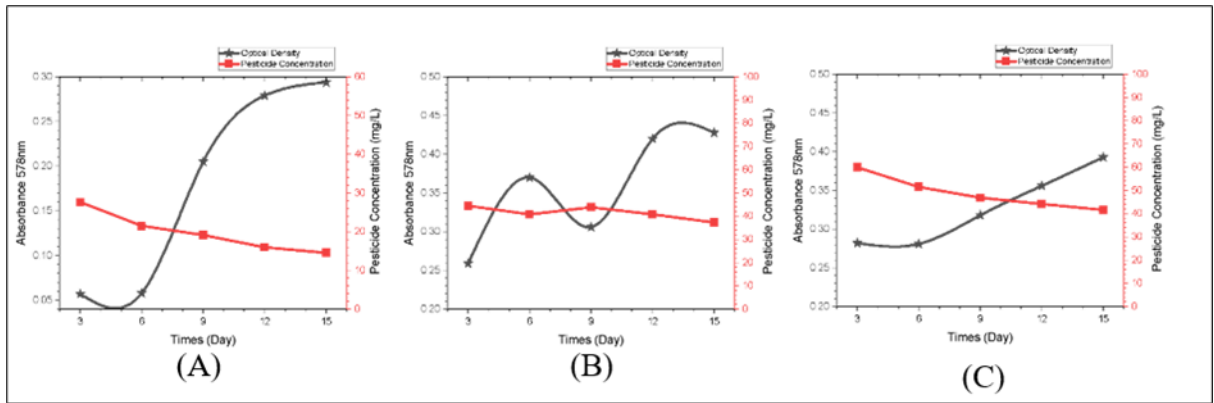 Optical Density
Pesticide Concentration
0.30
0.25
0.20
0.15
0.10
0.05
Absorbance 578nm
60
50
40
30
20
10
0
Pesticide Concentration (mg/L)
3 6 9 12 15
Times (Day)
(A)
Optical Density
Pesticide Concentration
0.50
0.45
0.40
0.35
0.30
0.25
0.20
Absorbance 578nm
100
90
80
70
60
50
40
30
20
10
0
Pesticide Concentration (mg/L)
3 6 9 12 15
Times (Day)
(B)
Optical Density
Pesticide Concentration
0.50
0.45
0.40
0.35
0.30
0.25
0.20
Absorbance 578nm
100
90
80
70
60
50
40
30
20
10
0
Pesticide Concentration (mg/L)
3 6 9 12 15
Times (Day)
(C)